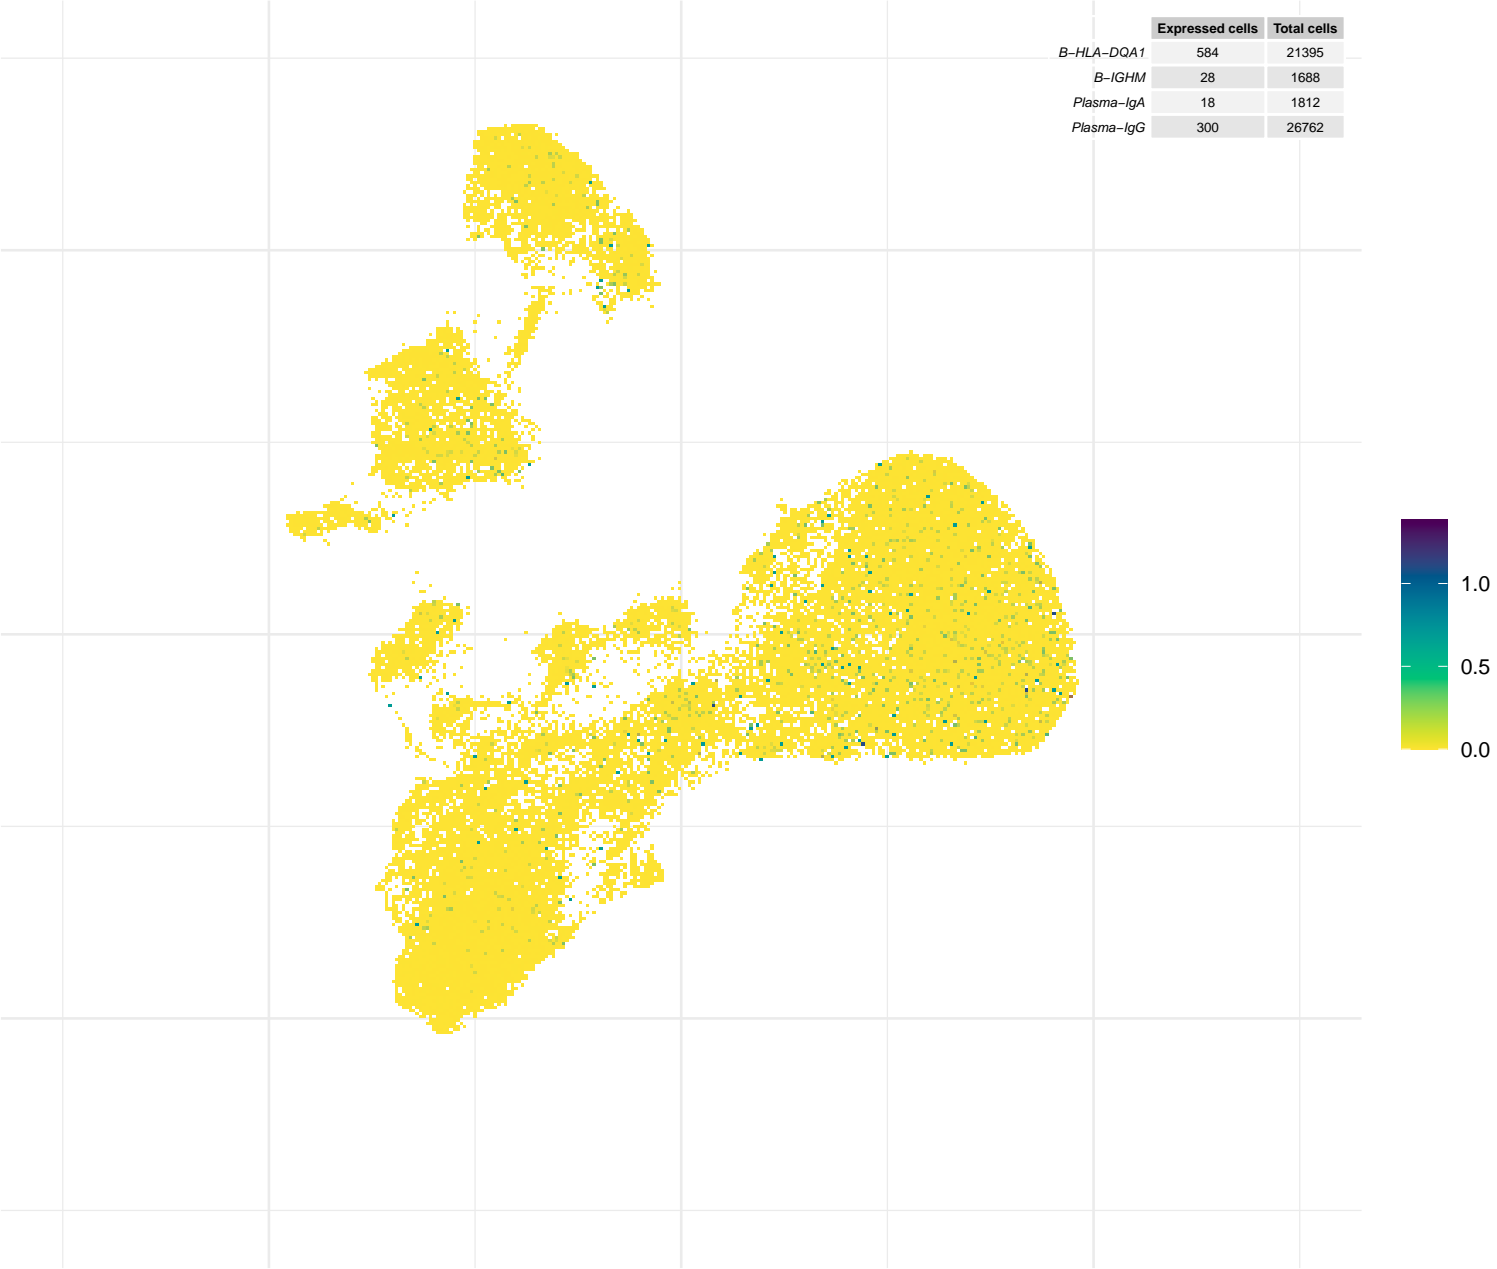 Expressed cells Total cells
B−HLA−DQA1 584 21395
B−IGHM 28 1688
Plasma−IgA 18 1812
Plasma−IgG 300 26762
1.0
0.5
0.0